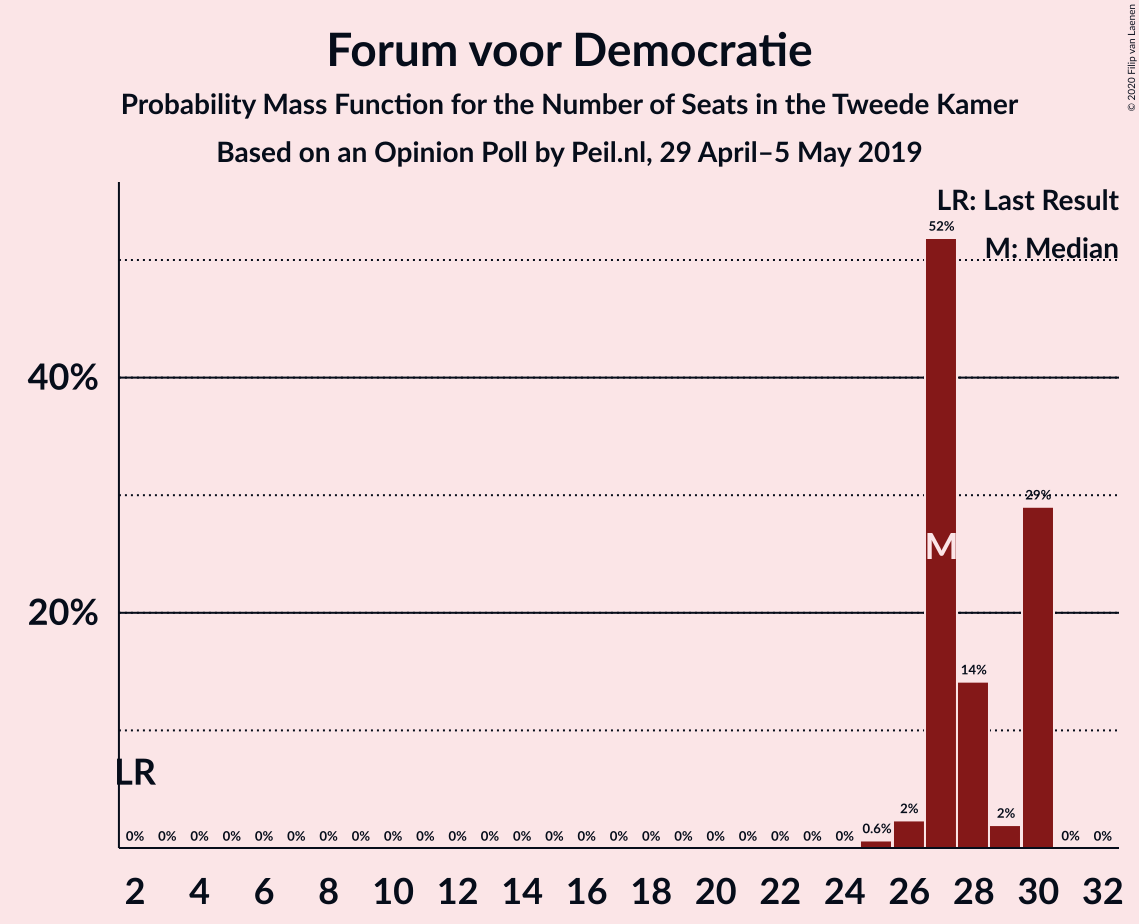 Forum voor Democratie
Probability Mass Function for the Number of Seats in the Tweede Kamer
Based on an Opinion Poll by Peil.nl, 29 April–5 May 2019
© 2020 Filip van Laenen
LR: Last Result
M: Median
52%
40%
29%
M
20%
14%
LR
0% 0% 0% 0% 0% 0% 0% 0% 0% 0% 0% 0% 0% 0% 0% 0% 0% 0% 0% 0% 0% 0% 0% 0.6% 2% 2% 0% 0%
2 4 6 8 10 12 14 16 18 20 22 24 26 28 30 32